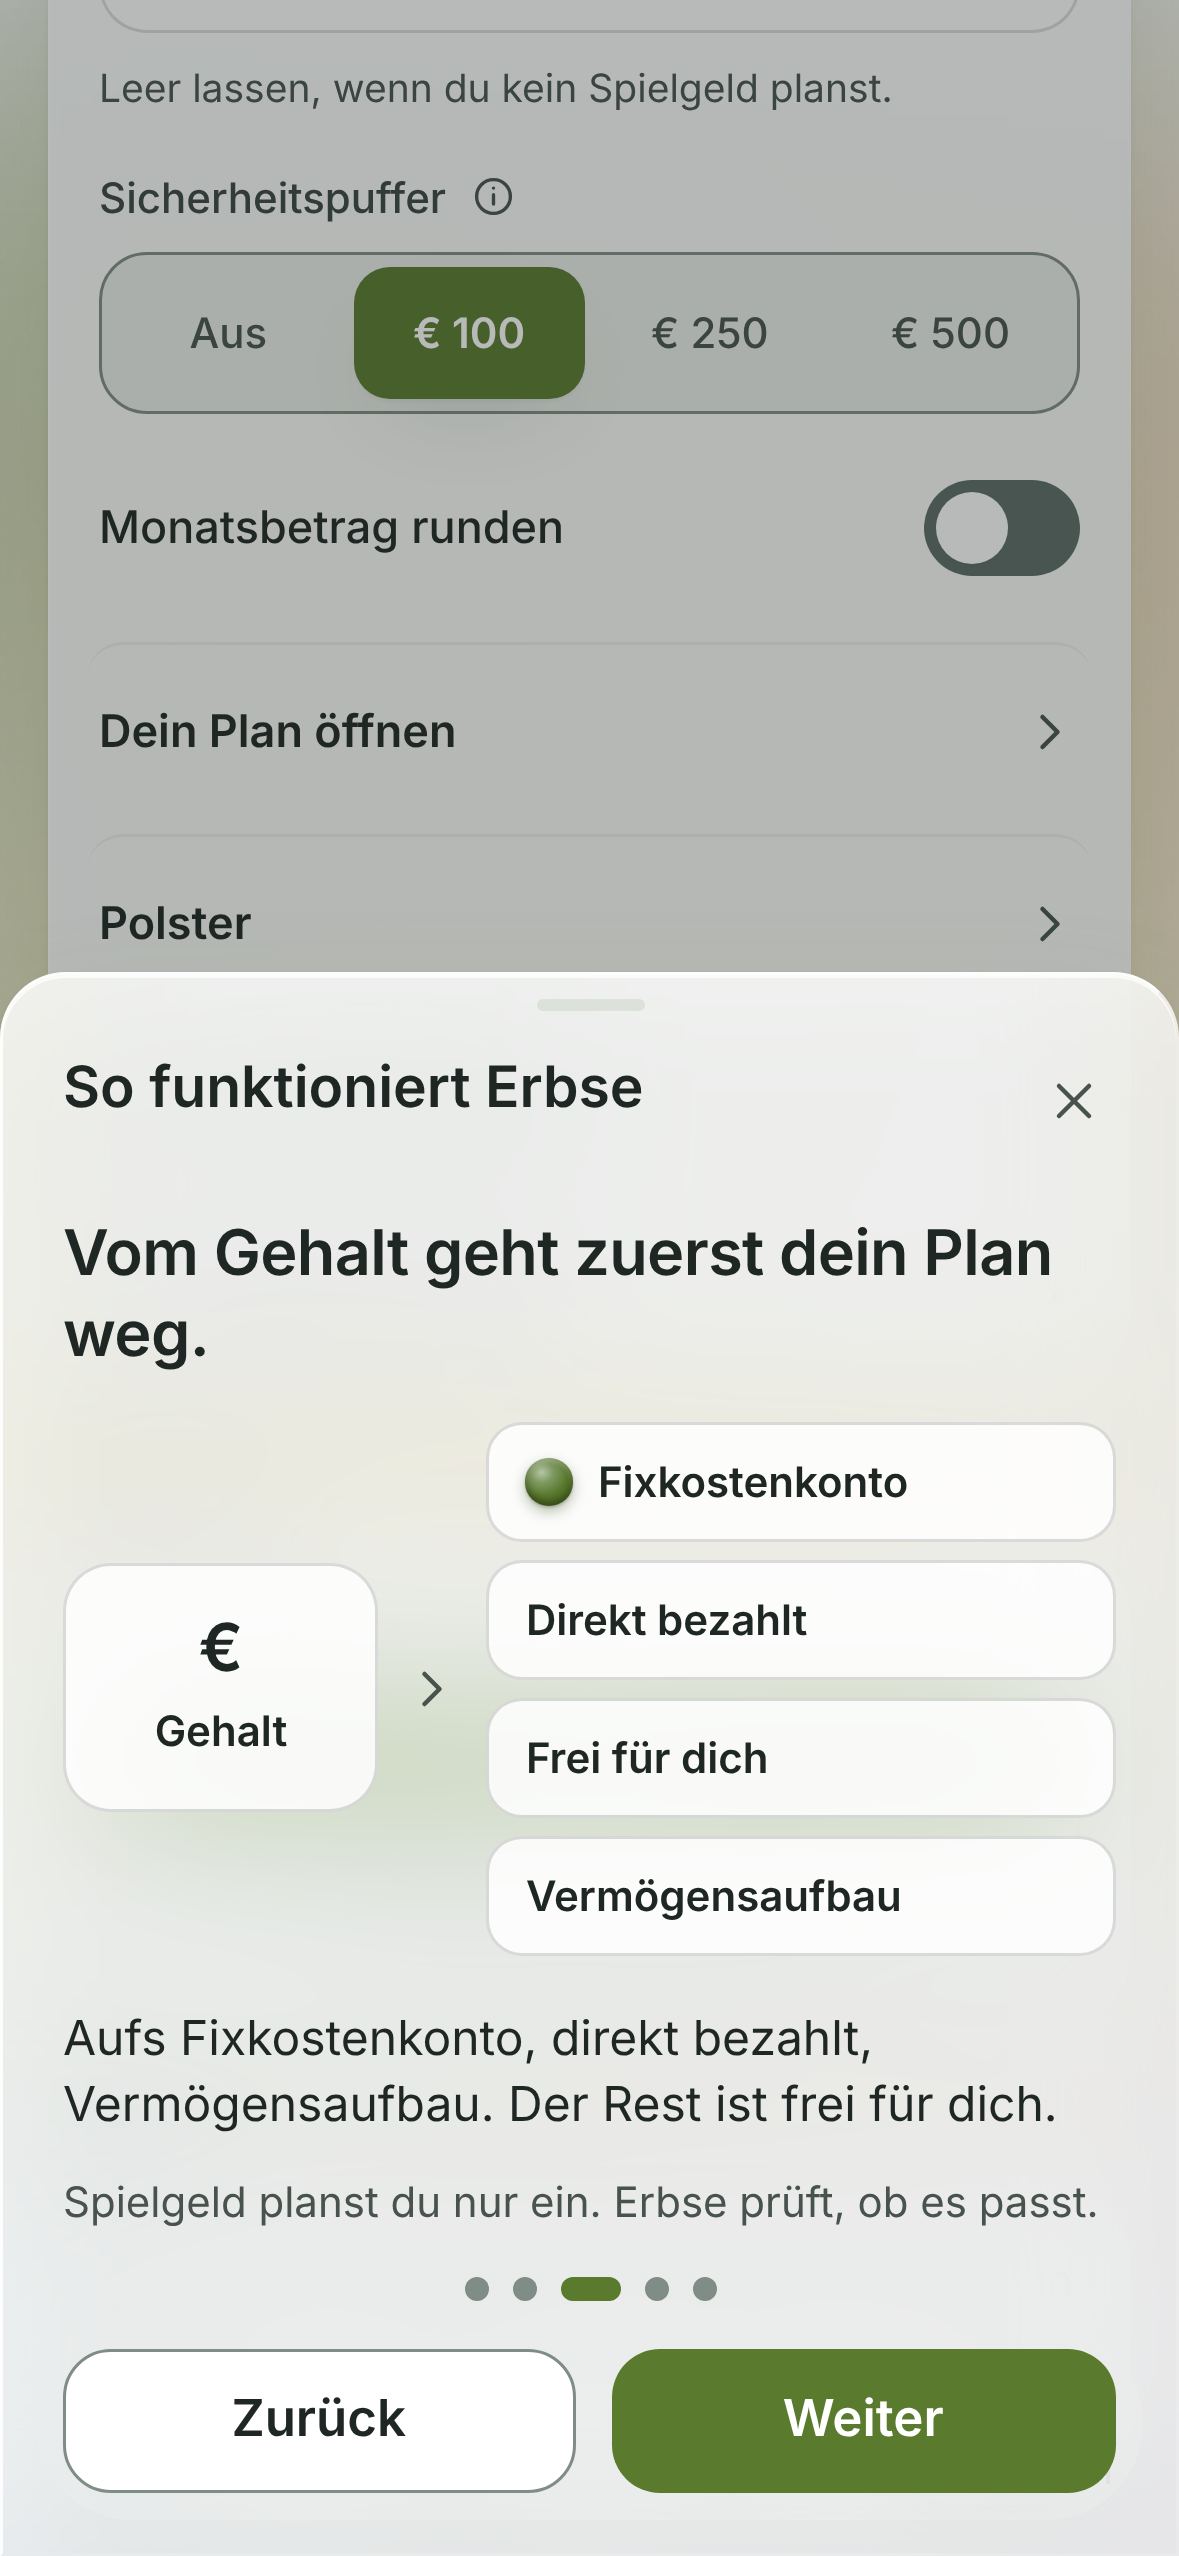 Leer lassen, wenn du kein Spielgeld planst.
Sicherheitspuffer
Aus
€ 100
€ 250
€ 500
Monatsbetrag runden
Dein Plan öffnen
Polster
So funktioniert Erbse
Vom Gehalt geht zuerst dein Plan
weg.
€
Gehalt
Fixkostenkonto
Direkt bezahlt
Frei für dich
Vermögensaufbau
Aufs Fixkostenkonto, direkt bezahlt,
Vermögensaufbau. Der Rest ist frei für dich.
Spielgeld planst du nur ein. Erbse prüft, ob es passt.
Zurück
Weiter